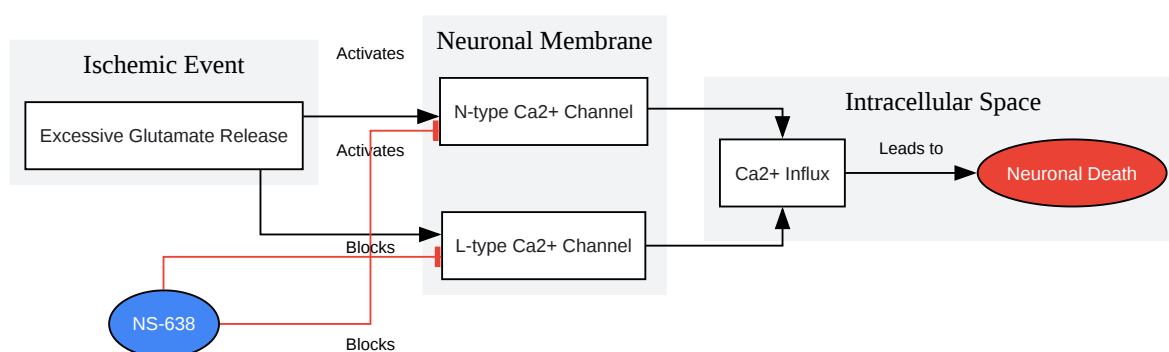 Ischemic Event
Excessive Glutamate Release
Activates
Activates
Neuronal Membrane
N-type Ca2+ Channel
L-type Ca2+ Channel
Intracellular Space
Ca2+ Influx
Leads to
Neuronal Death
Blocks
NS-638
Blocks